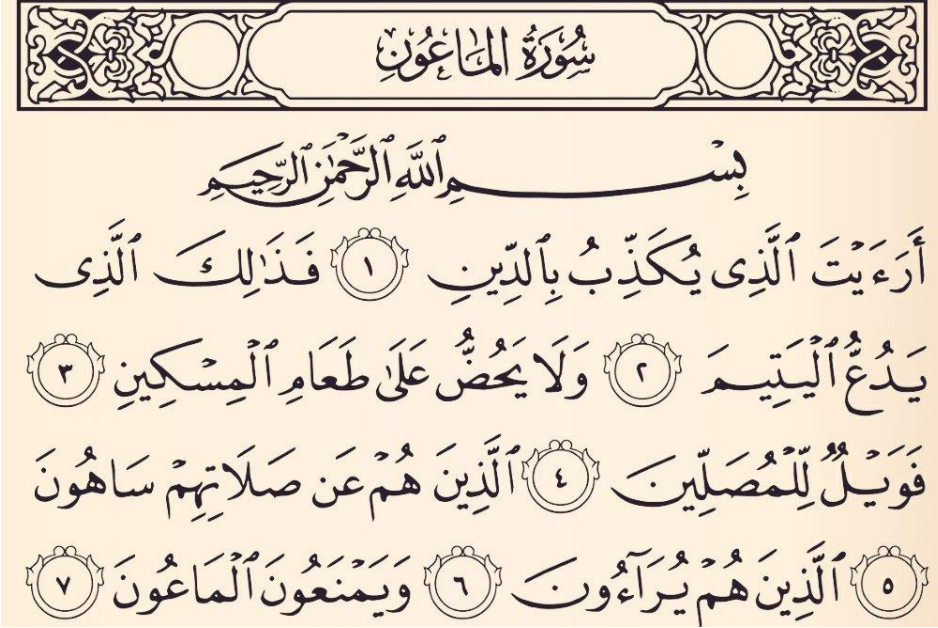 سُورَةُ المَاعُونِ
بِسْمِ ٱللَّهِ ٱلرَّحْمَٰنِ ٱلرَّحِيمِ
أَرَءَيْتَ ٱلَّذِى يُكَذِّبُ بِٱلدِّينِ ١ فَذَٰلِكَ ٱلَّذِى
يَدُعُّ ٱلْيَتِيمَ ٢ وَلَا يَحُضُّ عَلَىٰ طَعَامِ ٱلْمِسْكِينِ ٣
فَوَيْلٌ لِّلْمُصَلِّينَ ٤ ٱلَّذِينَ هُمْ عَن صَلَاتِهِمْ سَاهُونَ
٥ ٱلَّذِينَ هُمْ يُرَآءُونَ ٦ وَيَمْنَعُونَ ٱلْمَاعُونَ ٧